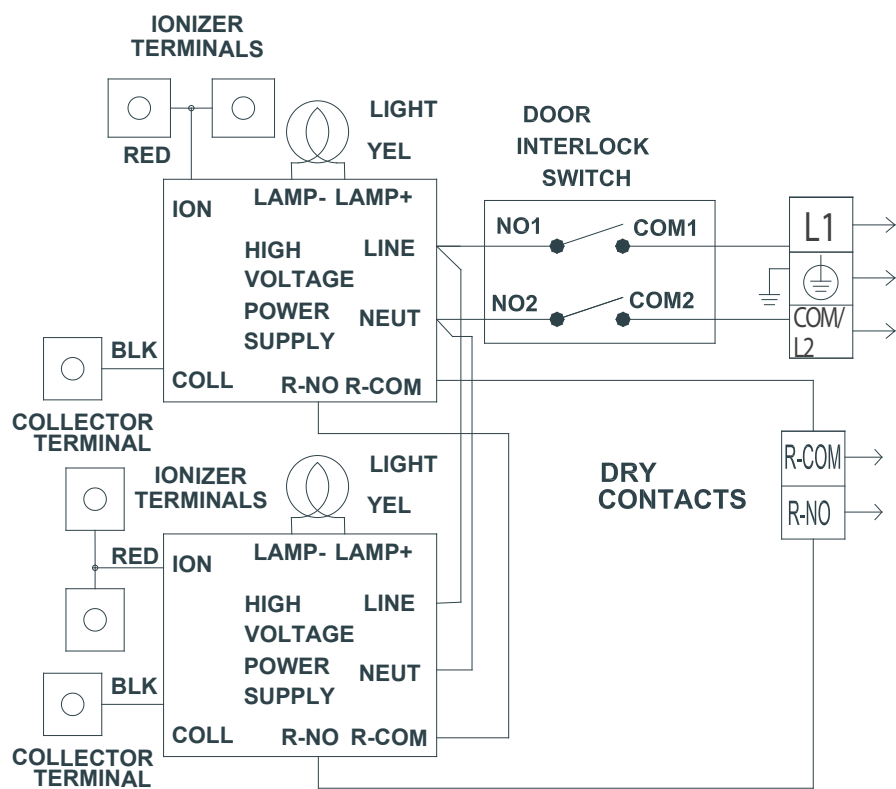 IONIZER
TERMINALS
LIGHT
YEL
RED
DOOR
INTERLOCK
SWITCH
ION
LAMP- LAMP+
HIGH
VOLTAGE
POWER
SUPPLY
LINE
NEUT
NO1
COM1
NO2
COM2
L1
COM/
L2
BLK
COLL
R-NO R-COM
COLLECTOR
TERMINAL
IONIZER
TERMINALS
LIGHT
YEL
DRY
CONTACTS
R-COM
R-NO
RED
ION
LAMP- LAMP+
HIGH
VOLTAGE
POWER
SUPPLY
LINE
NEUT
BLK
COLL
R-NO R-COM
COLLECTOR
TERMINAL